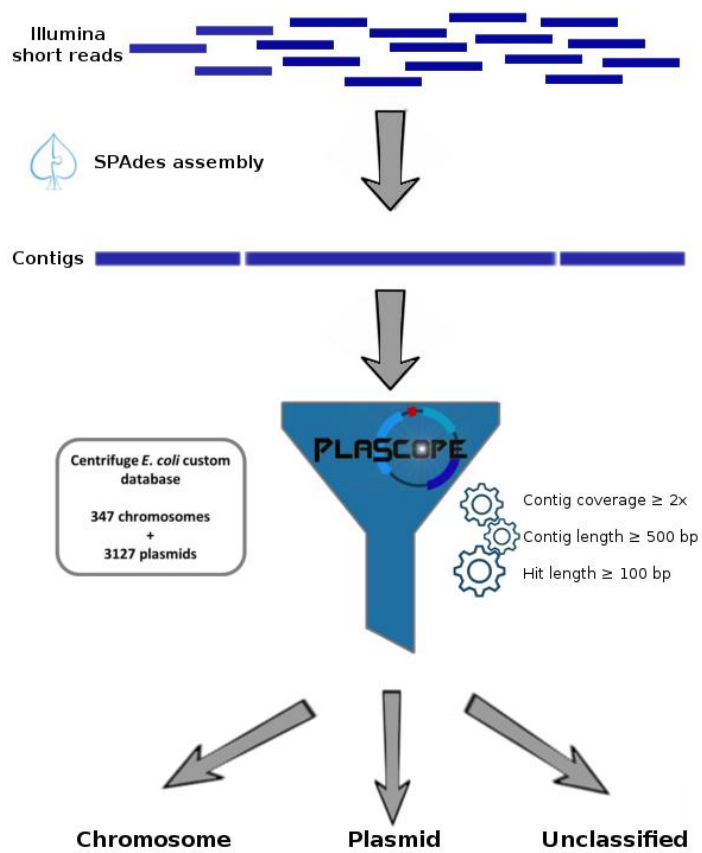 Illumina
short reads
SPAdes assembly
Contigs
PLASCOPE
Centrifuge E. coli custom
database
347 chromosomes
+
3127 plasmids
Contig coverage ≥ 2x
Contig length ≥ 500 bp
Hit length ≥ 100 bp
Chromosome
Plasmid
Unclassified